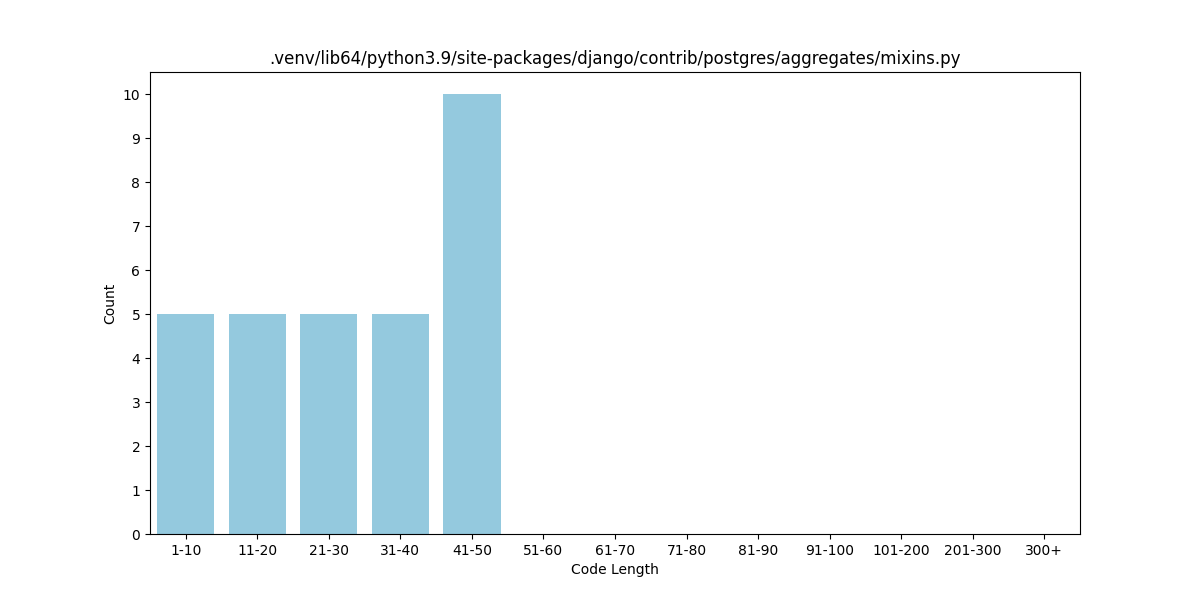 .venv/lib64/python3.9/site-packages/django/contrib/postgres/aggregates/mixins.py
10
9
8
7
6
5
4
3
2
1
0
Count
1-10 11-20 21-30 31-40 41-50 51-60 61-70 71-80 81-90 91-100 101-200 201-300 300+
Code Length